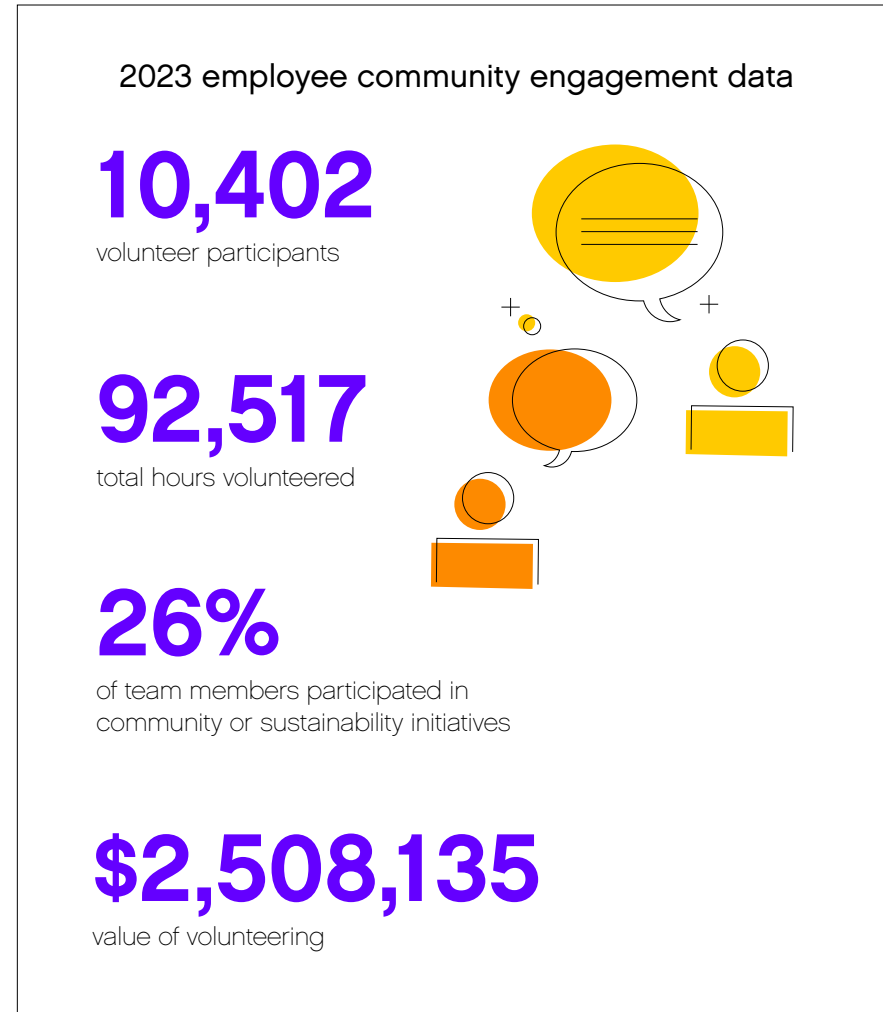 2023 employee community engagement data
10,402
volunteer participants
92,517
total hours volunteered
26%
of team members participated in
community or sustainability initiatives
$2,508,135
value of volunteering